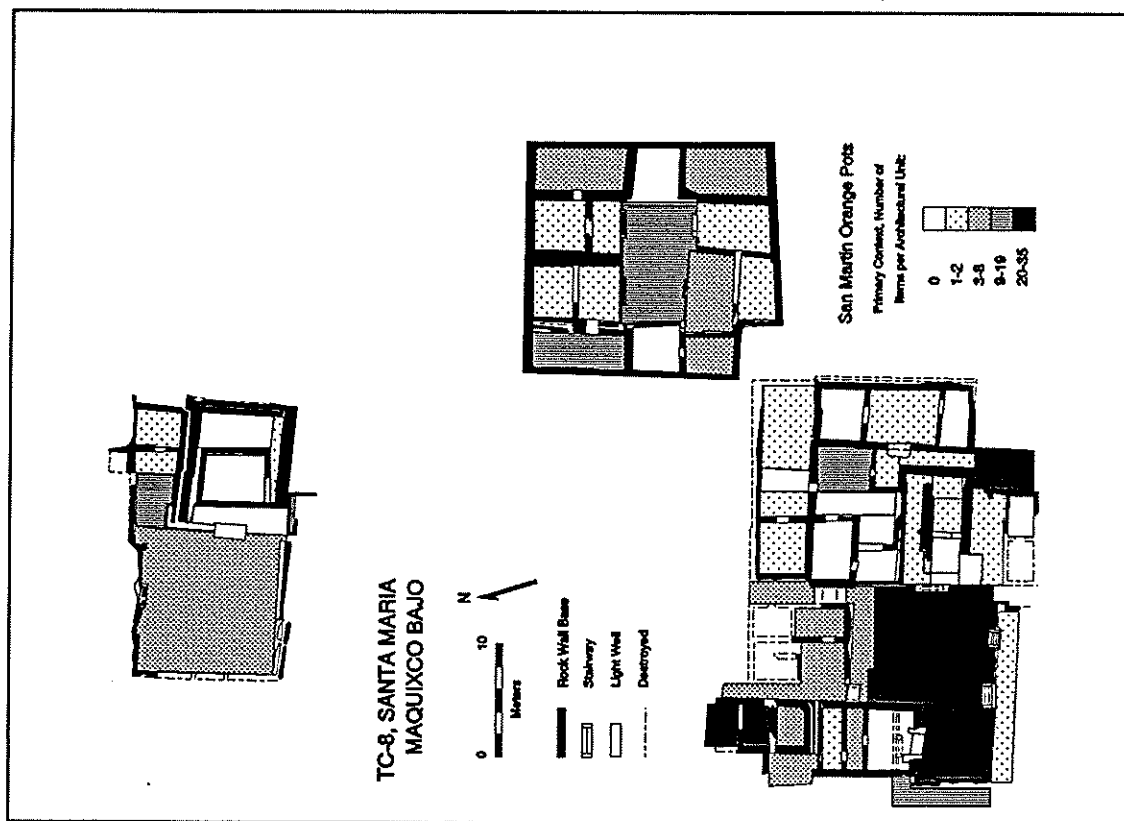 TC-8, SANTA MARIA
MAQUIXCO BAJO
N
0 10
Meters
Rock Wall Base
Stairway
Light Well
Destroyed
San Martin Orange Pots
Primary Context, Number of
Items per Architectural Unit:
0
1-2
3-8
9-19
20-35